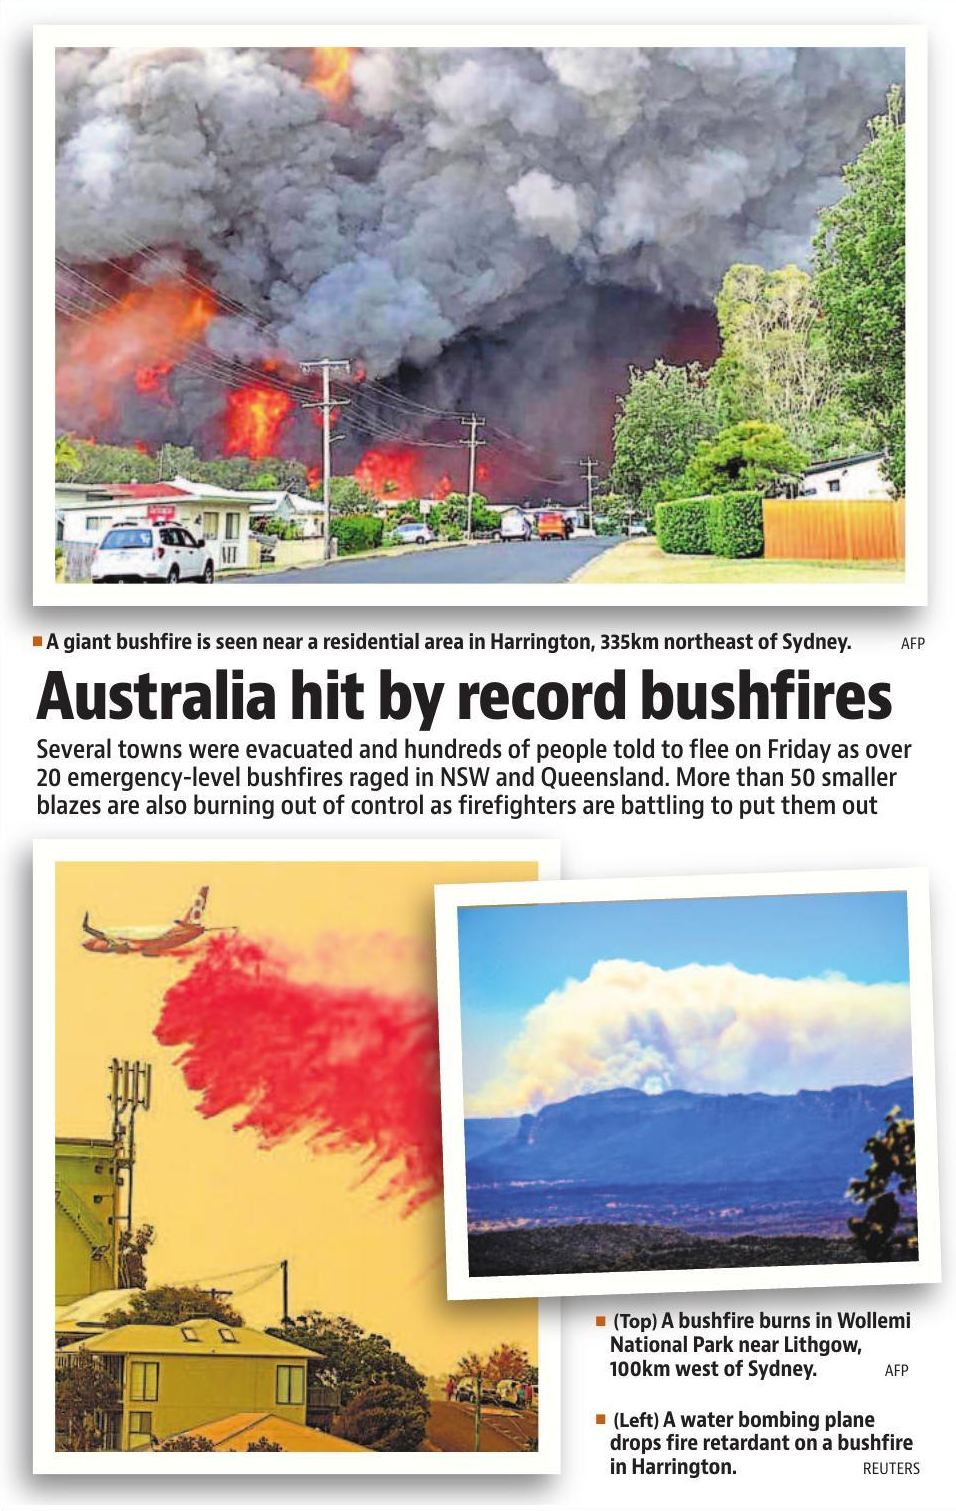 A giant bushfire is seen near a residential area in Harrington, 335km northeast of Sydney. AFP
Australia hit by record bushfires
Several towns were evacuated and hundreds of people told to flee on Friday as over
20 emergency-level bushfires raged in NSW and Queensland. More than 50 smaller
blazes are also burning out of control as firefighters are battling to put them out
(Top) A bushfire burns in Wollemi
National Park near Lithgow,
100km west of Sydney. AFP
(Left) A water bombing plane
drops fire retardant on a bushfire
in Harrington. REUTERS